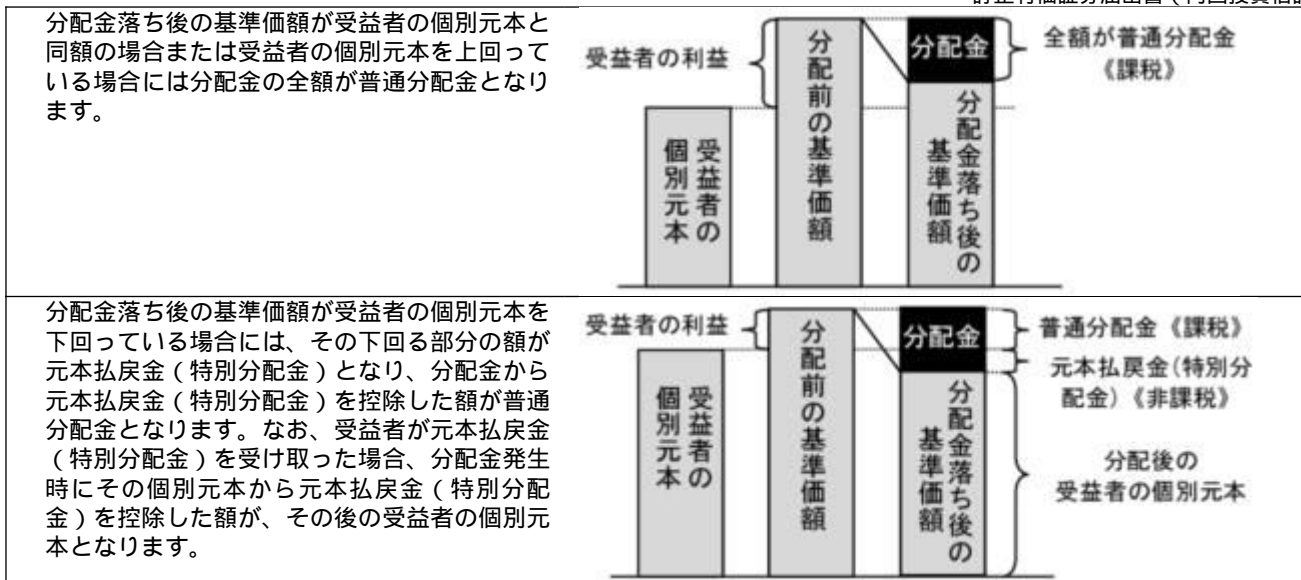 分配金落ち後の基準価額が受益者の個別元本と
同額の場合または受益者の個別元本を上回って
いる場合には分配金の全額が普通分配金となり
ます。
受益者の利益
受益者の
個別元本
分配前の基準価額
分配金
分配金落ち後の
基準価額
全額が普通分配金
《課税》
分配金落ち後の基準価額が受益者の個別元本を
下回っている場合には、その下回る部分の額が
元本払戻金(特別分配金)となり、分配金から
元本払戻金(特別分配金)を控除した額が普通
分配金となります。なお、受益者が元本払戻金
(特別分配金)を受け取った場合、分配金発生
時にその個別元本から元本払戻金(特別分配
金)を控除した額が、その後の受益者の個別元
本となります。
受益者の利益
受益者の
個別元本
分配前の基準価額
分配金
分配金落ち後の
基準価額
普通分配金《課税》
元本払戻金(特別分
配金)《非課税》
分配後の
受益者の個別元本